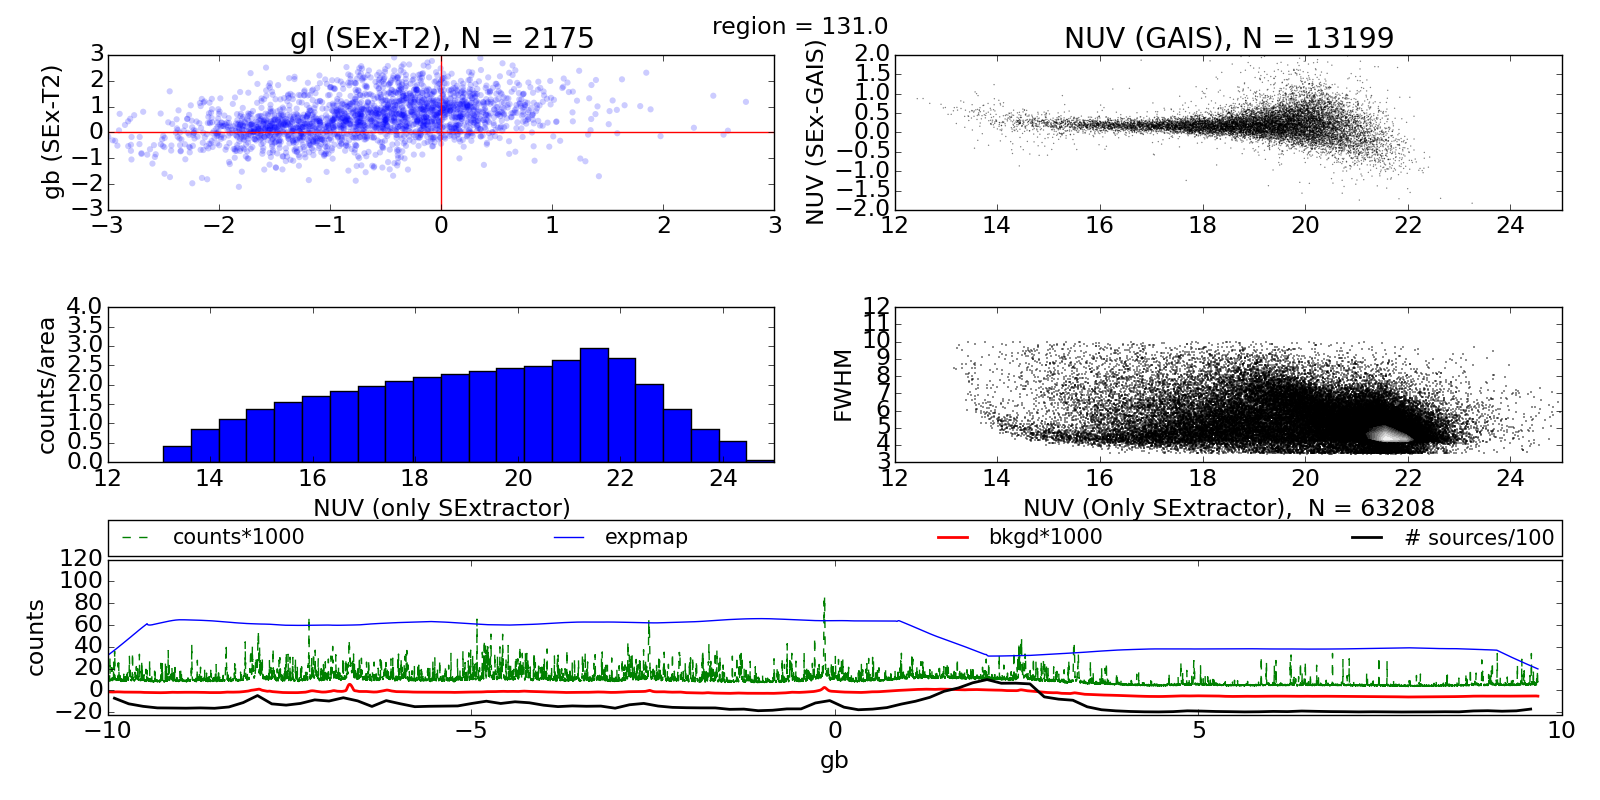 region = 131.0
gl (SEx-T2), N = 2175
NUV (GAIS), N = 13199
gb (SEx-T2)
3
2
1
0
−1
−2
−3
−3 −2 −1 0 1 2 3
NUV (SEx-GAIS)
2.0
1.5
1.0
0.5
0.0
−0.5
−1.0
−1.5
−2.0
12 14 16 18 20 22 24
counts/area
4.0
3.5
3.0
2.5
2.0
1.5
1.0
0.5
0.0
12 14 16 18 20 22 24
NUV (only SExtractor)
FWHM
12
11
10
9
8
7
6
5
4
3
12 14 16 18 20 22 24
NUV (Only SExtractor), N = 63208
counts*1000 expmap bkgd*1000 # sources/100
counts
120
100
80
60
40
20
0
−20
−10 −5 0 5 10
gb